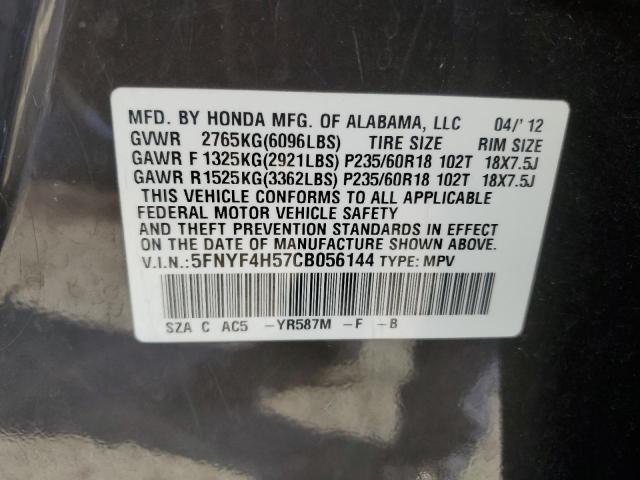 MFD. BY HONDA MFG. OF ALABAMA, LLC 04/' 12
GVWR 2765KG(6096LBS) TIRE SIZE RIM SIZE
GAWR F 1325KG(2921LBS) P235/60R18 102T 18X7.5J
GAWR R1525KG(3362LBS) P235/60R18 102T 18X7.5J
THIS VEHICLE CONFORMS TO ALL APPLICABLE
FEDERAL MOTOR VEHICLE SAFETY
AND THEFT PREVENTION STANDARDS IN EFFECT
ON THE DATE OF MANUFACTURE SHOWN ABOVE.
V.I.N.:5FNYF4H57CB056144 TYPE: MPV
SZA C AC5 -YR587M -F -B